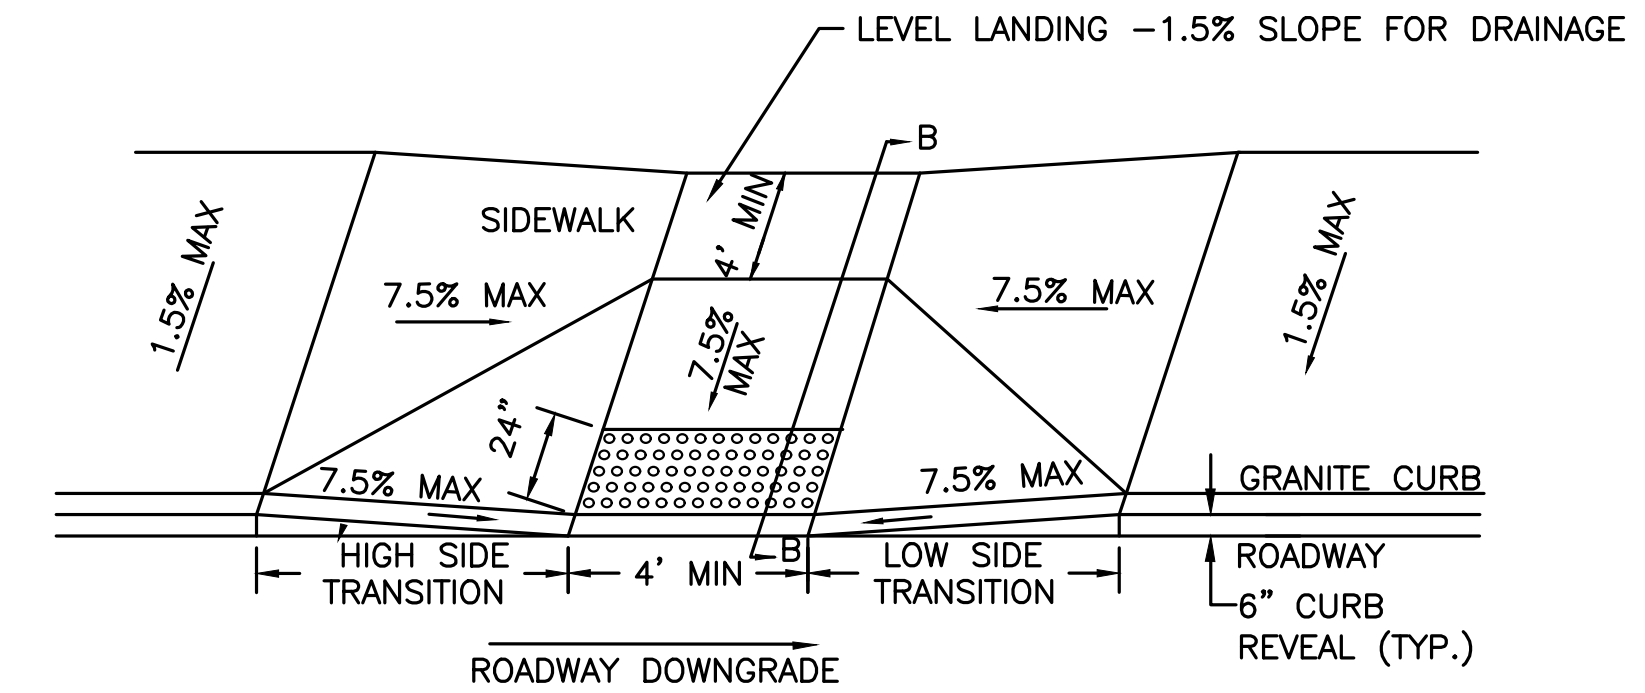 LEVEL LANDING -1.5% SLOPE FOR DRAINAGE
B
4' MIN
SIDEWALK
1.5% MAX
7.5% MAX
7.5% MAX
1.5% MAX
7.5%
MAX
24"
7.5% MAX
7.5% MAX
GRANITE CURB
B
HIGH SIDE
TRANSITION
4' MIN
LOW SIDE
TRANSITION
ROADWAY
6" CURB
REVEAL (TYP.)
ROADWAY DOWNGRADE